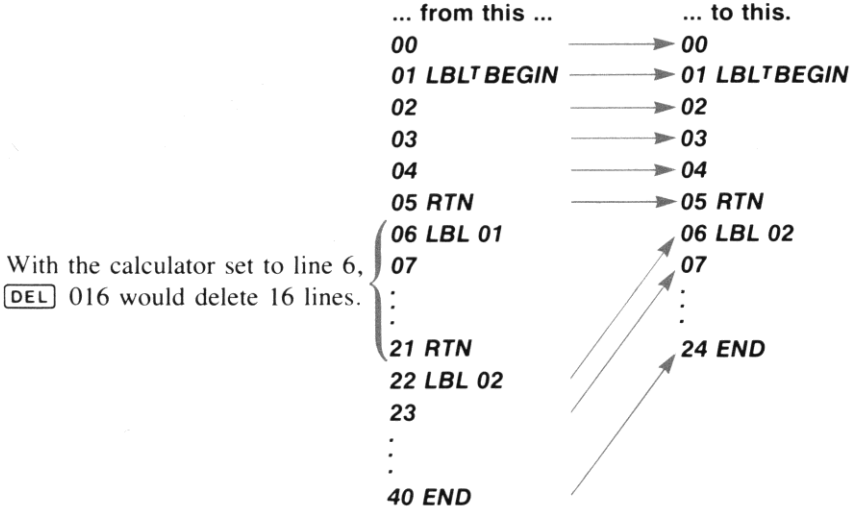 ... from this ...
... to this.
00
00
01 LBLᵀBEGIN
01 LBLᵀBEGIN
02
02
03
03
04
04
05 RTN
05 RTN
06 LBL 01
06 LBL 02
With the calculator set to line 6,
DEL 016 would delete 16 lines.
07
07
.
.
.
.
.
.
21 RTN
24 END
22 LBL 02
23
.
.
.
40 END